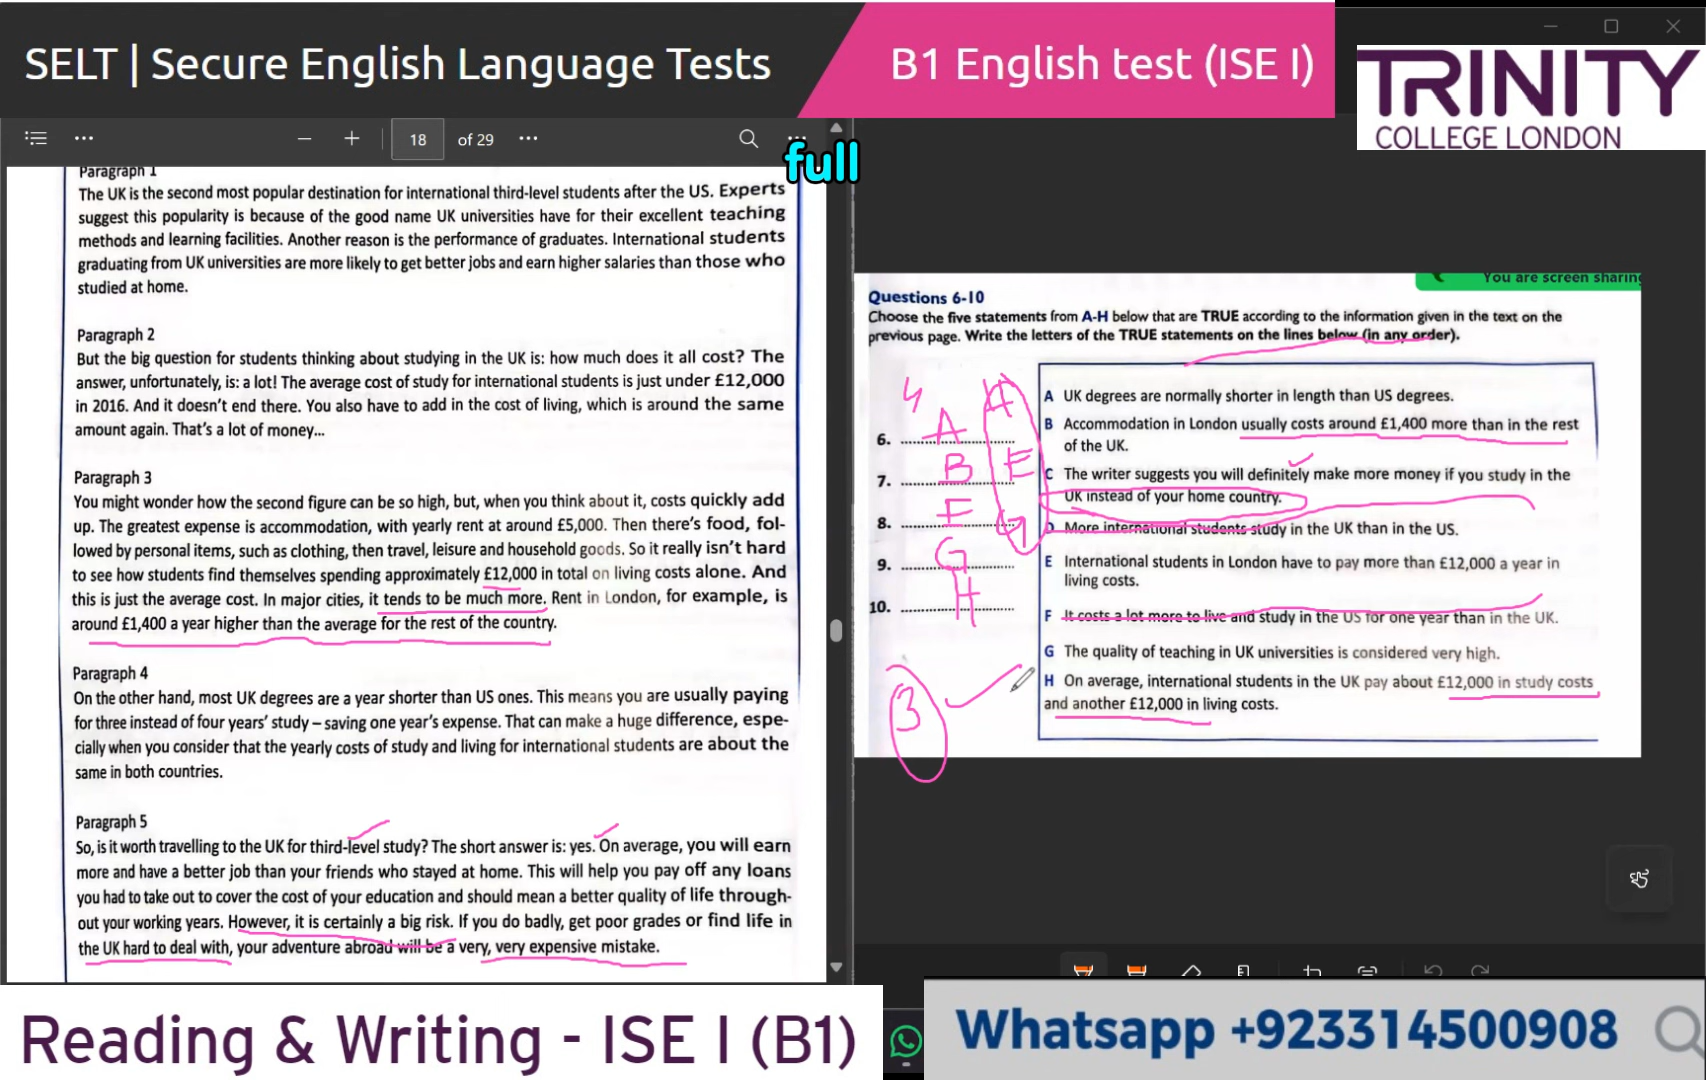 SELT | Secure English Language Tests
B1 English test (ISE I)
TRINITY
COLLEGE LONDON
18 of 29
full
Paragraph 1
The UK is the second most popular destination for international third-level students after the US. Experts
suggest this popularity is because of the good name UK universities have for their excellent teaching
methods and learning facilities. Another reason is the performance of graduates. International students
graduating from UK universities are more likely to get better jobs and earn higher salaries than those who
studied at home.
Paragraph 2
But the big question for students thinking about studying in the UK is: how much does it all cost? The
answer, unfortunately, is: a lot! The average cost of study for international students is just under £12,000
in 2016. And it doesn't end there. You also have to add in the cost of living, which is around the same
amount again. That's a lot of money...
Paragraph 3
You might wonder how the second figure can be so high, but, when you think about it, costs quickly add
up. The greatest expense is accommodation, with yearly rent at around £5,000. Then there's food, fol-
lowed by personal items, such as clothing, then travel, leisure and household goods. So it really isn't hard
to see how students find themselves spending approximately £12,000 in total on living costs alone. And
this is just the average cost. In major cities, it tends to be much more. Rent in London, for example, is
around £1,400 a year higher than the average for the rest of the country.
Paragraph 4
On the other hand, most UK degrees are a year shorter than US ones. This means you are usually paying
for three instead of four years' study – saving one year's expense. That can make a huge difference, espe-
cially when you consider that the yearly costs of study and living for international students are about the
same in both countries.
Paragraph 5
So, is it worth travelling to the UK for third-level study? The short answer is: yes. On average, you will earn
more and have a better job than your friends who stayed at home. This will help you pay off any loans
you had to take out to cover the cost of your education and should mean a better quality of life through-
out your working years. However, it is certainly a big risk. If you do badly, get poor grades or find life in
the UK hard to deal with, your adventure abroad will be a very, very expensive mistake.
You are screen sharing
Questions 6-10
Choose the five statements from A-H below that are TRUE according to the information given in the text on the
previous page. Write the letters of the TRUE statements on the lines below (in any order).
4
H
6. A
7. B E
8. E G
9. G
10. H
3
A UK degrees are normally shorter in length than US degrees.
B Accommodation in London usually costs around £1,400 more than in the rest
of the UK.
C The writer suggests you will definitely make more money if you study in the
UK instead of your home country.
D More international students study in the UK than in the US.
E International students in London have to pay more than £12,000 a year in
living costs.
F It costs a lot more to live and study in the US for one year than in the UK.
G The quality of teaching in UK universities is considered very high.
H On average, international students in the UK pay about £12,000 in study costs
and another £12,000 in living costs.
Reading & Writing - ISE I (B1)
Whatsapp +923314500908